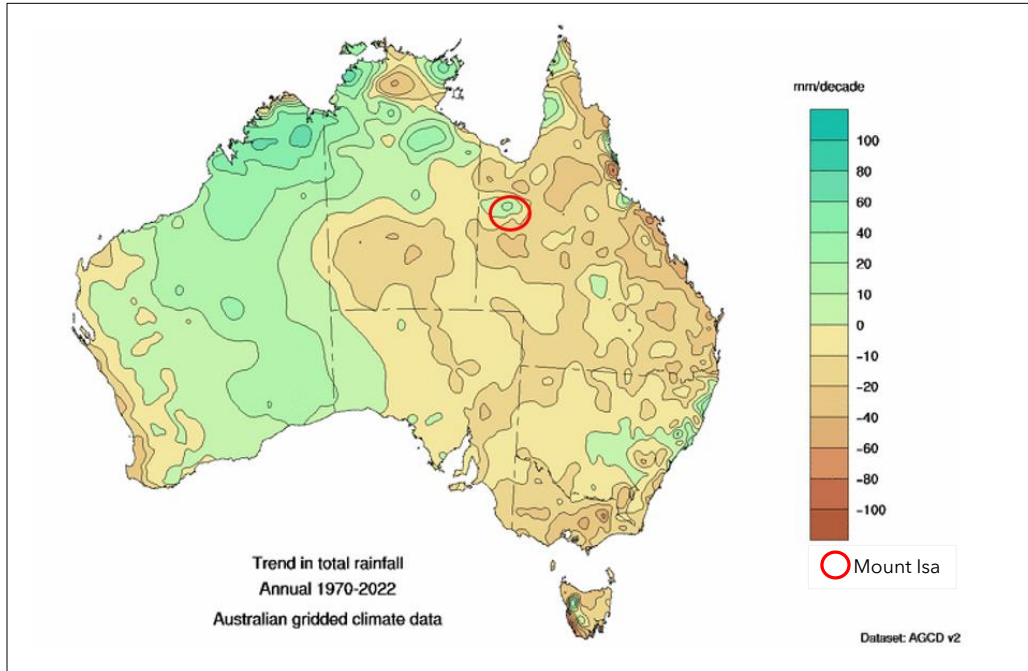 mm/decade
100
80
60
40
20
10
0
-10
-20
-40
-60
-80
-100
Mount Isa
Trend in total rainfall
Annual 1970-2022
Australian gridded climate data
Dataset: AGCD v2